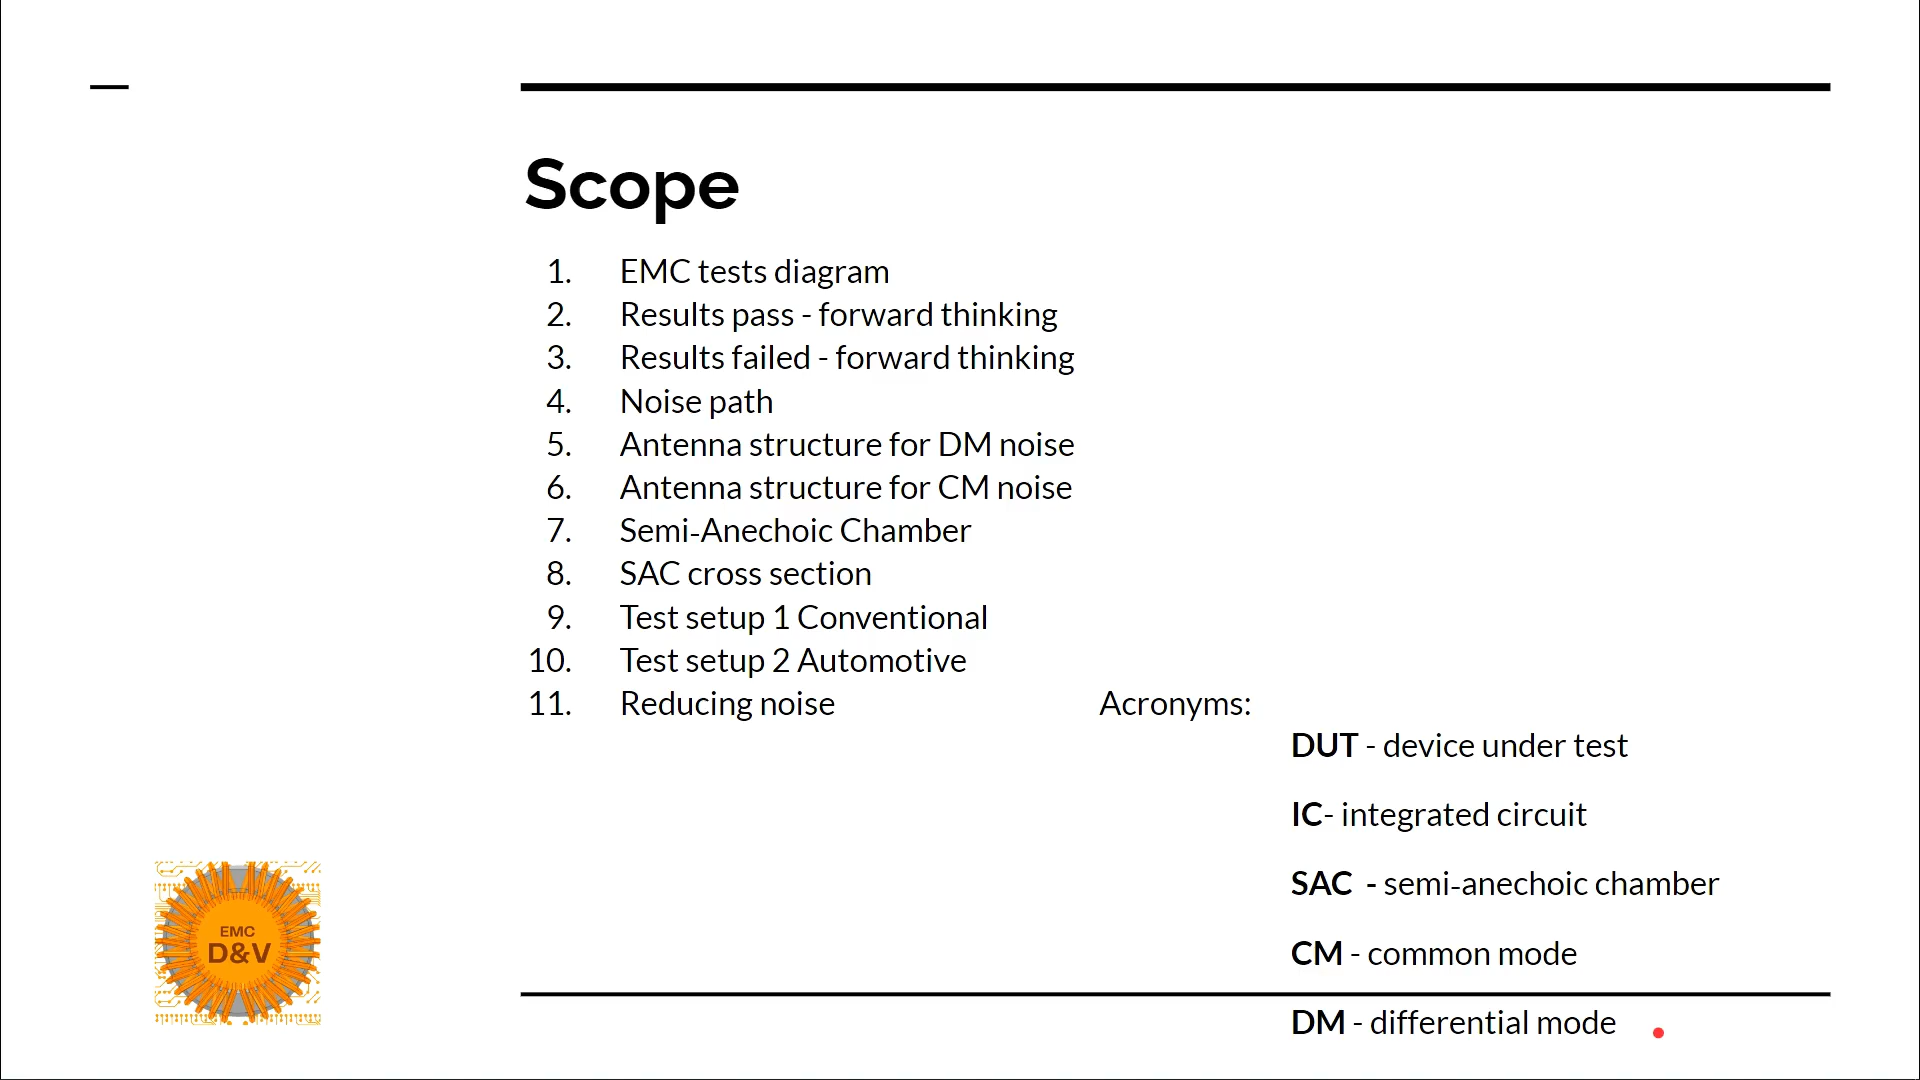 Scope
1. EMC tests diagram
2. Results pass - forward thinking
3. Results failed - forward thinking
4. Noise path
5. Antenna structure for DM noise
6. Antenna structure for CM noise
7. Semi-Anechoic Chamber
8. SAC cross section
9. Test setup 1 Conventional
10. Test setup 2 Automotive
11. Reducing noise
Acronyms:
DUT - device under test
IC- integrated circuit
SAC - semi-anechoic chamber
CM - common mode
DM - differential mode
EMC
D&V